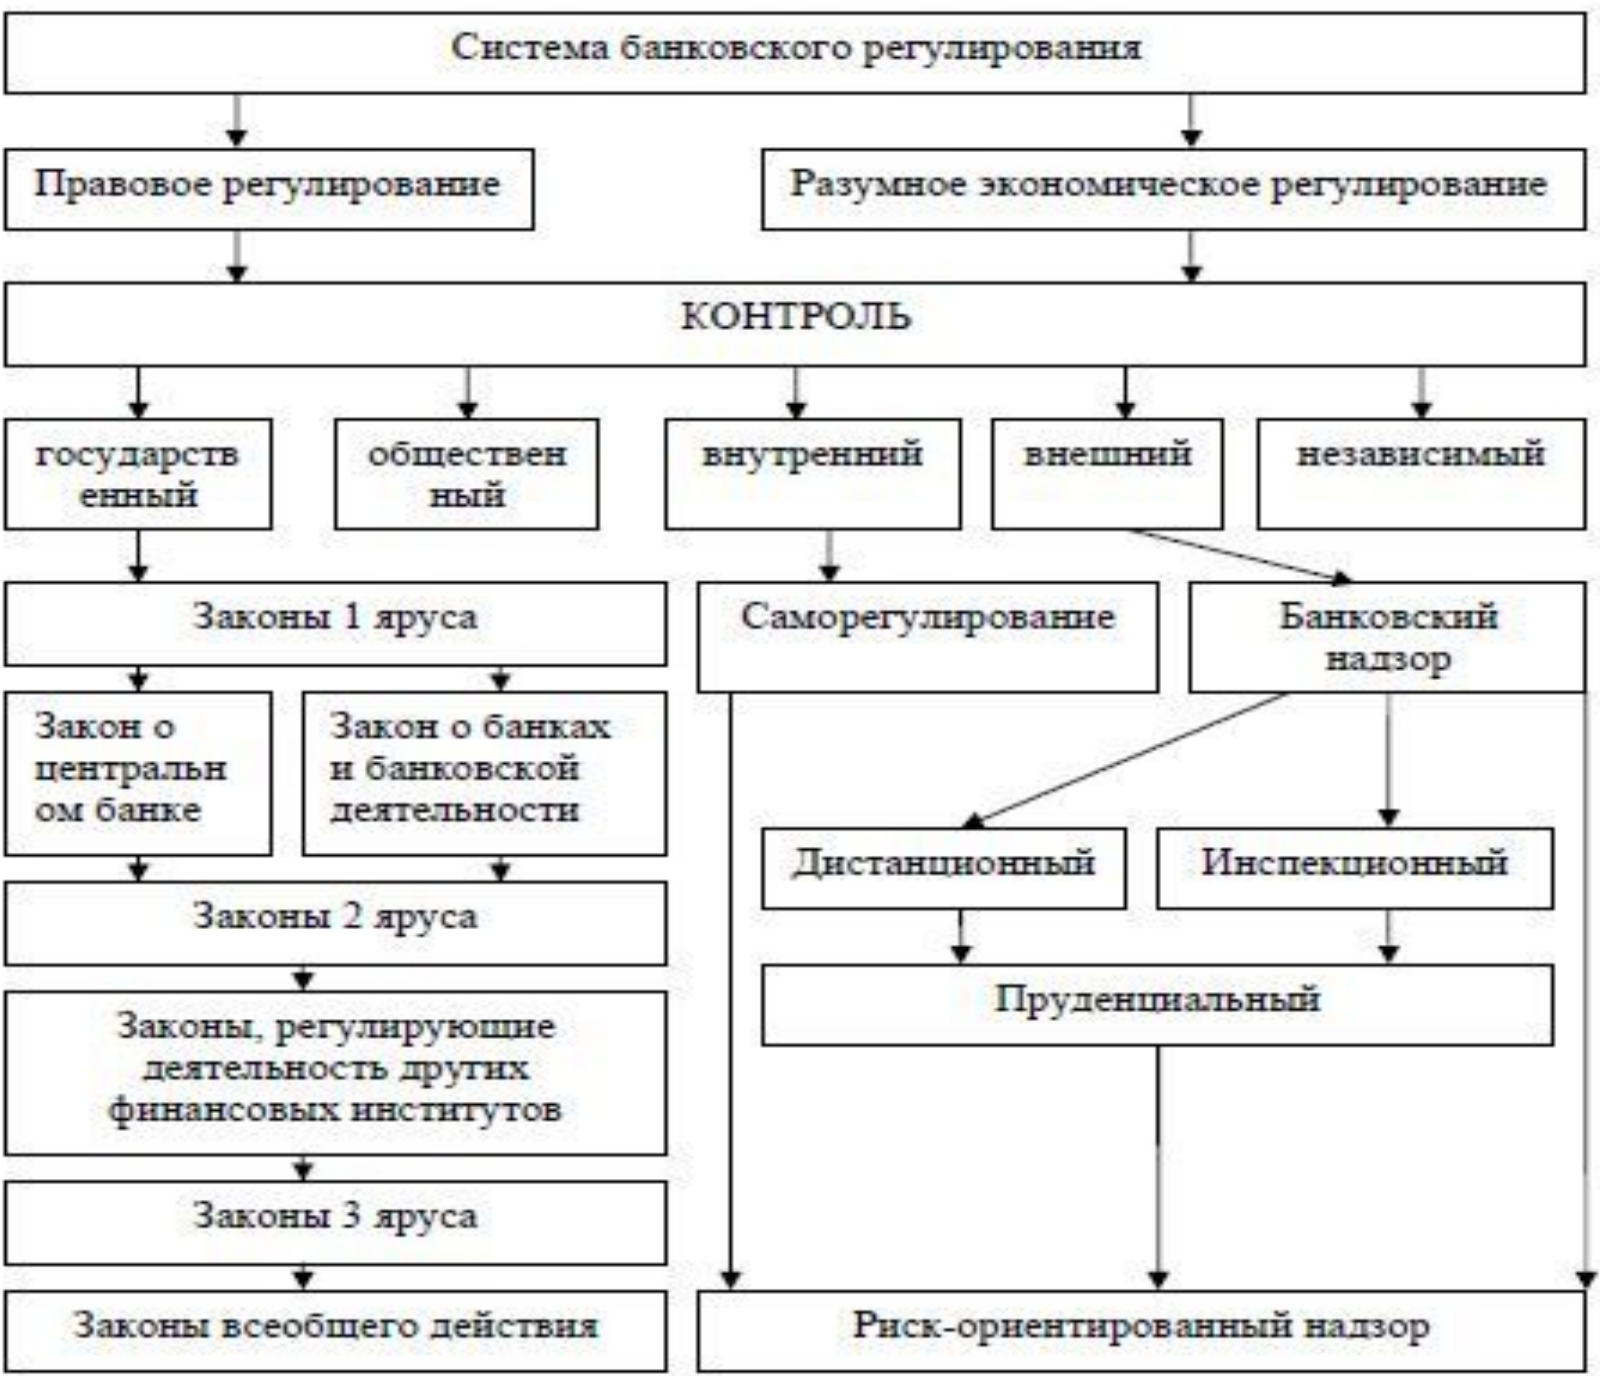 Система банковского регулирования
Правовое регулирование
Разумное экономическое регулирование
КОНТРОЛЬ
государств
енный
обществен
ный
внутренний
внешний
независимый
Законы 1 яруса
Саморегулирование
Банковский
надзор
Закон о
центральн
ом банке
Закон о банках
и банковской
деятельности
Дистанционный
Инспекционный
Законы 2 яруса
Пруденциальный
Законы, регулирующие
деятельность других
финансовых институтов
Законы 3 яруса
Законы всеобщего действия
Риск-ориентированный надзор